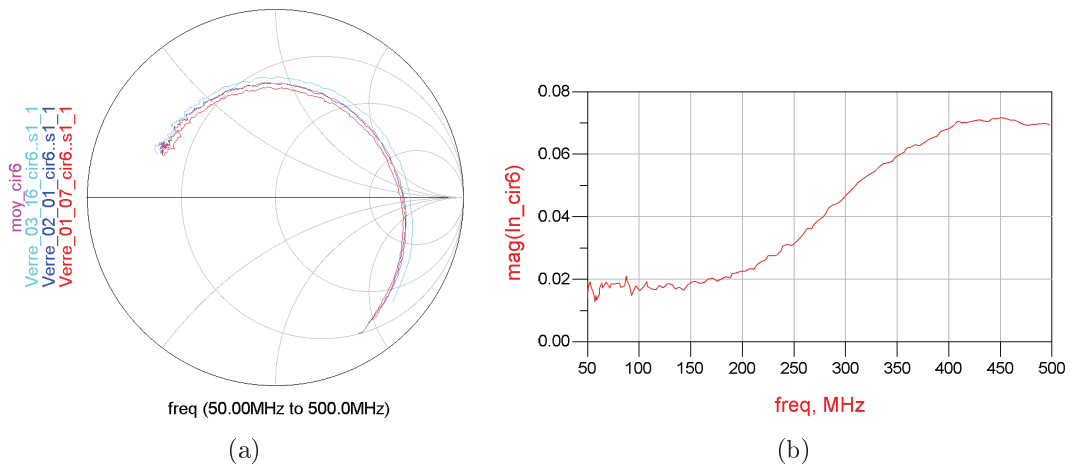 moy_cir6
Verre_03_16_cir6..s1_1
Verre_02_01_cir6..s1_1
Verre_01_07_cir6..s1_1
freq (50.00MHz to 500.0MHz)
(a)
mag(In_cir6)
0.08
0.06
0.04
0.02
0.00
50 100 150 200 250 300 350 400 450 500
freq, MHz
(b)